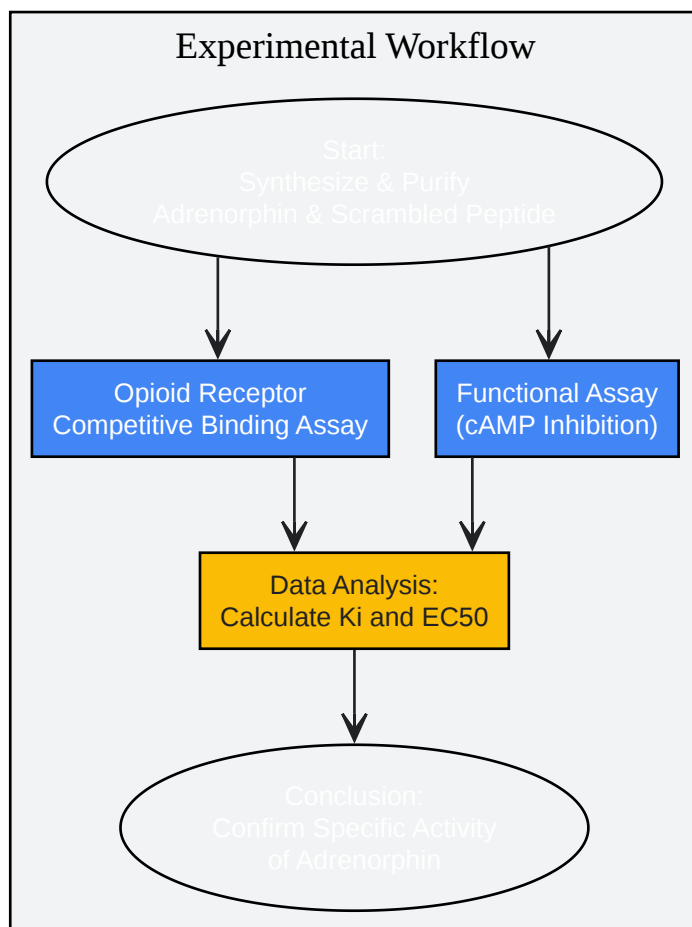 Experimental Workflow
Start:
Synthesize & Purify
Adrenorphin & Scrambled Peptide
Opioid Receptor
Competitive Binding Assay
Functional Assay
(cAMP Inhibition)
Data Analysis:
Calculate Ki and EC50
Conclusion:
Confirm Specific Activity
of Adrenorphin